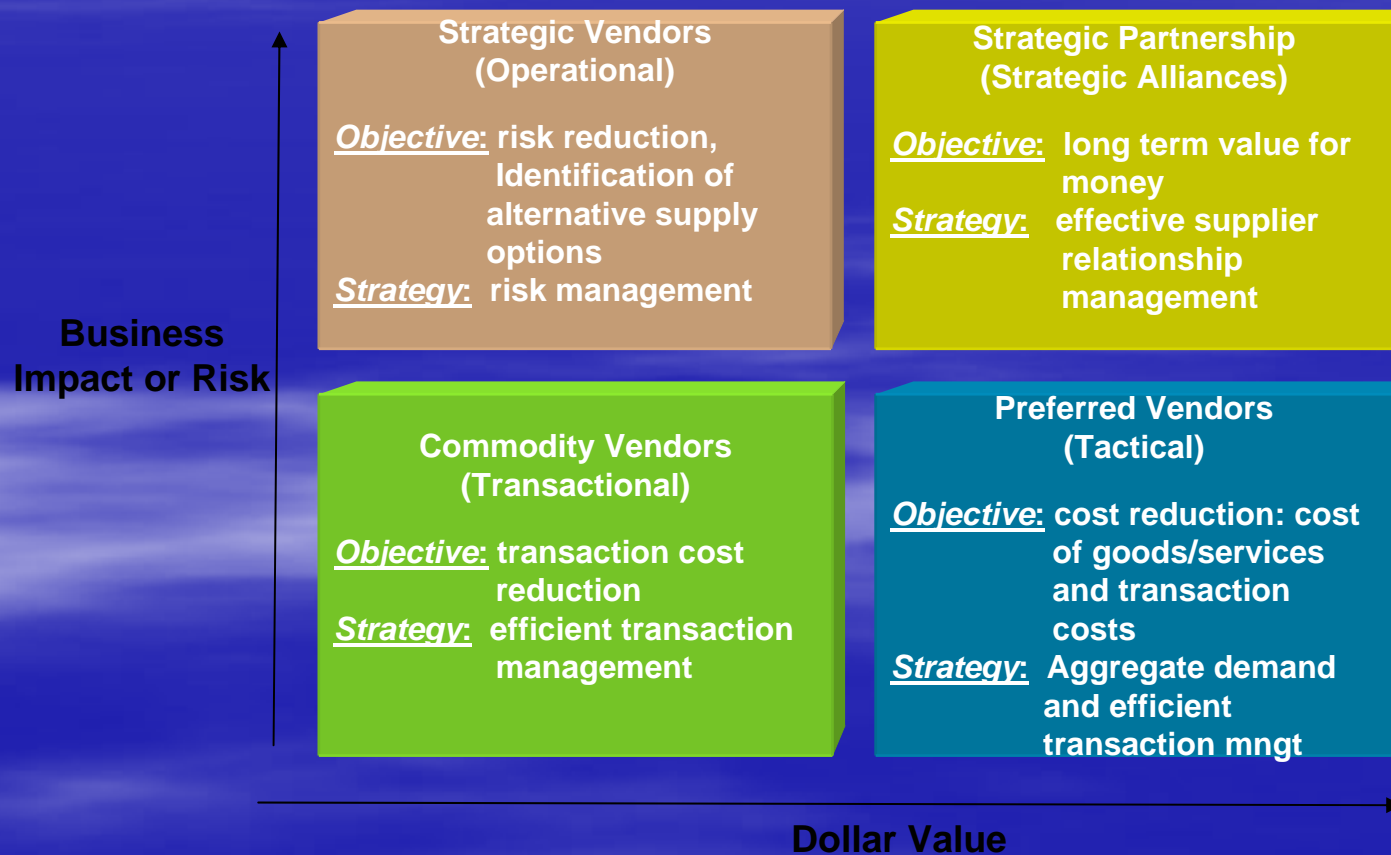 Strategic Vendors
(Operational)
Objective: risk reduction,
Identification of
alternative supply
options
Strategy: risk management
Strategic Partnership
(Strategic Alliances)
Objective: long term value for
money
Strategy: effective supplier
relationship
management
Business
Impact or Risk
Commodity Vendors
(Transactional)
Objective: transaction cost
reduction
Strategy: efficient transaction
management
Preferred Vendors
(Tactical)
Objective: cost reduction: cost
of goods/services
and transaction
costs
Strategy: Aggregate demand
and efficient
transaction mngt
Dollar Value